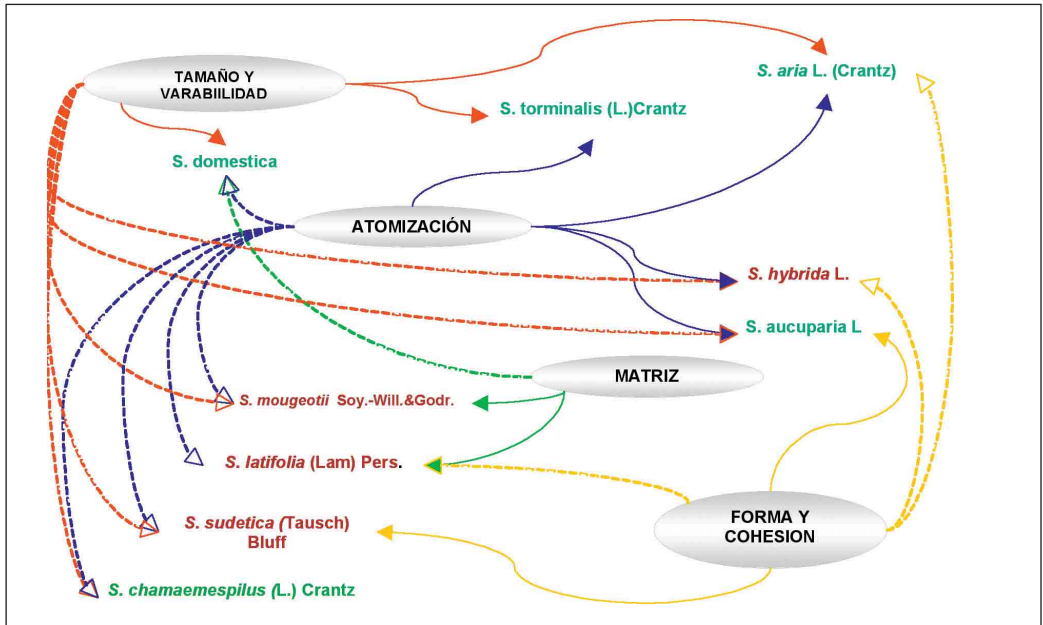 TAMAÑO Y
VARABIILIDAD
S. aria L. (Crantz)
S. torminalis (L.)Crantz
S. domestica
ATOMIZACIÓN
S. hybrida L.
S. aucuparia L
MATRIZ
S. mougeotii Soy.-Will.&Godr.
S. latifolia (Lam) Pers.
FORMA Y
COHESION
S. sudetica (Tausch)
Bluff
S. chamaemespilus (L.) Crantz